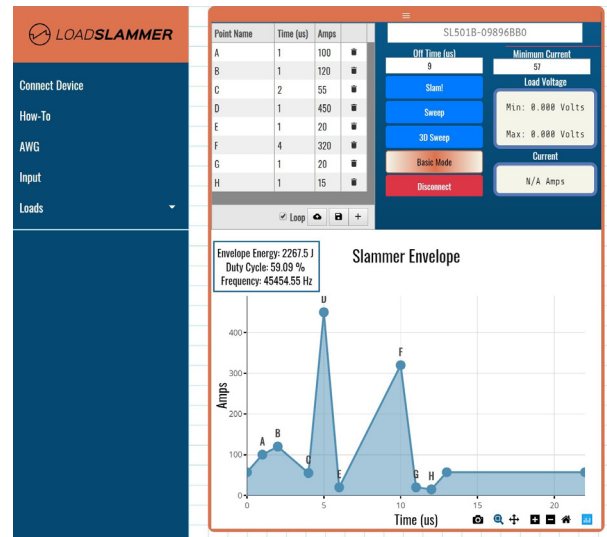 LOADSLAMMER
Connect Device
How-To
AWG
Input
Loads
Point Name Time (us) Amps
A 1 100
B 1 120
C 2 55
D 1 450
E 1 20
F 4 320
G 1 20
H 1 15
Loop
+
SL501B-09896BB0
Off Time (us)
9
Slam!
Sweep
3D Sweep
Basic Mode
Disconnect
Minimum Current
57
Load Voltage
Min: 0.000 Volts
Max: 0.000 Volts
Current
N/A Amps
Envelope Energy: 2267.5 J
Duty Cycle: 59.09 %
Frequency: 45454.55 Hz
Slammer Envelope
Amps
400
300
200
100
0
A
B
C
D
E
F
G
H
0 5 10 15 20
Time (us)